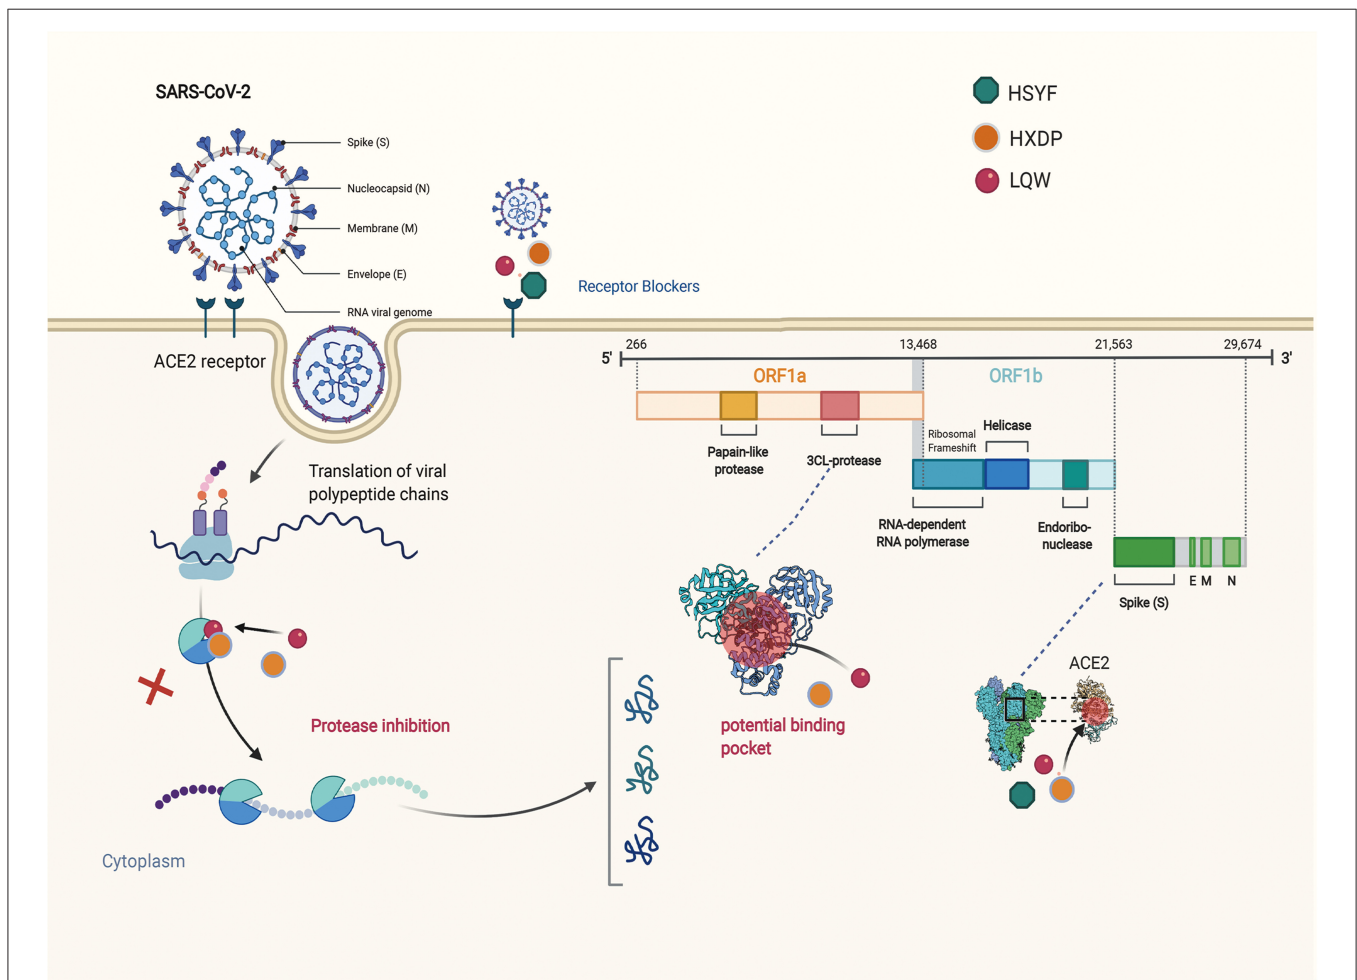 SARS-CoV-2
Spike (S)
Nucleocapsid (N)
Membrane (M)
Envelope (E)
RNA viral genome
HSYF
HXDP
LQW
Receptor Blockers
ACE2 receptor
5'
266
13,468
21,563
29,674
3'
ORF1a
ORF1b
Papain-like
protease
3CL-protease
Ribosomal
Frameshift
Helicase
RNA-dependent
RNA polymerase
Endoribo-
nuclease
Spike (S)
E
M
N
Translation of viral
polypeptide chains
Protease inhibition
potential binding
pocket
ACE2
Cytoplasm